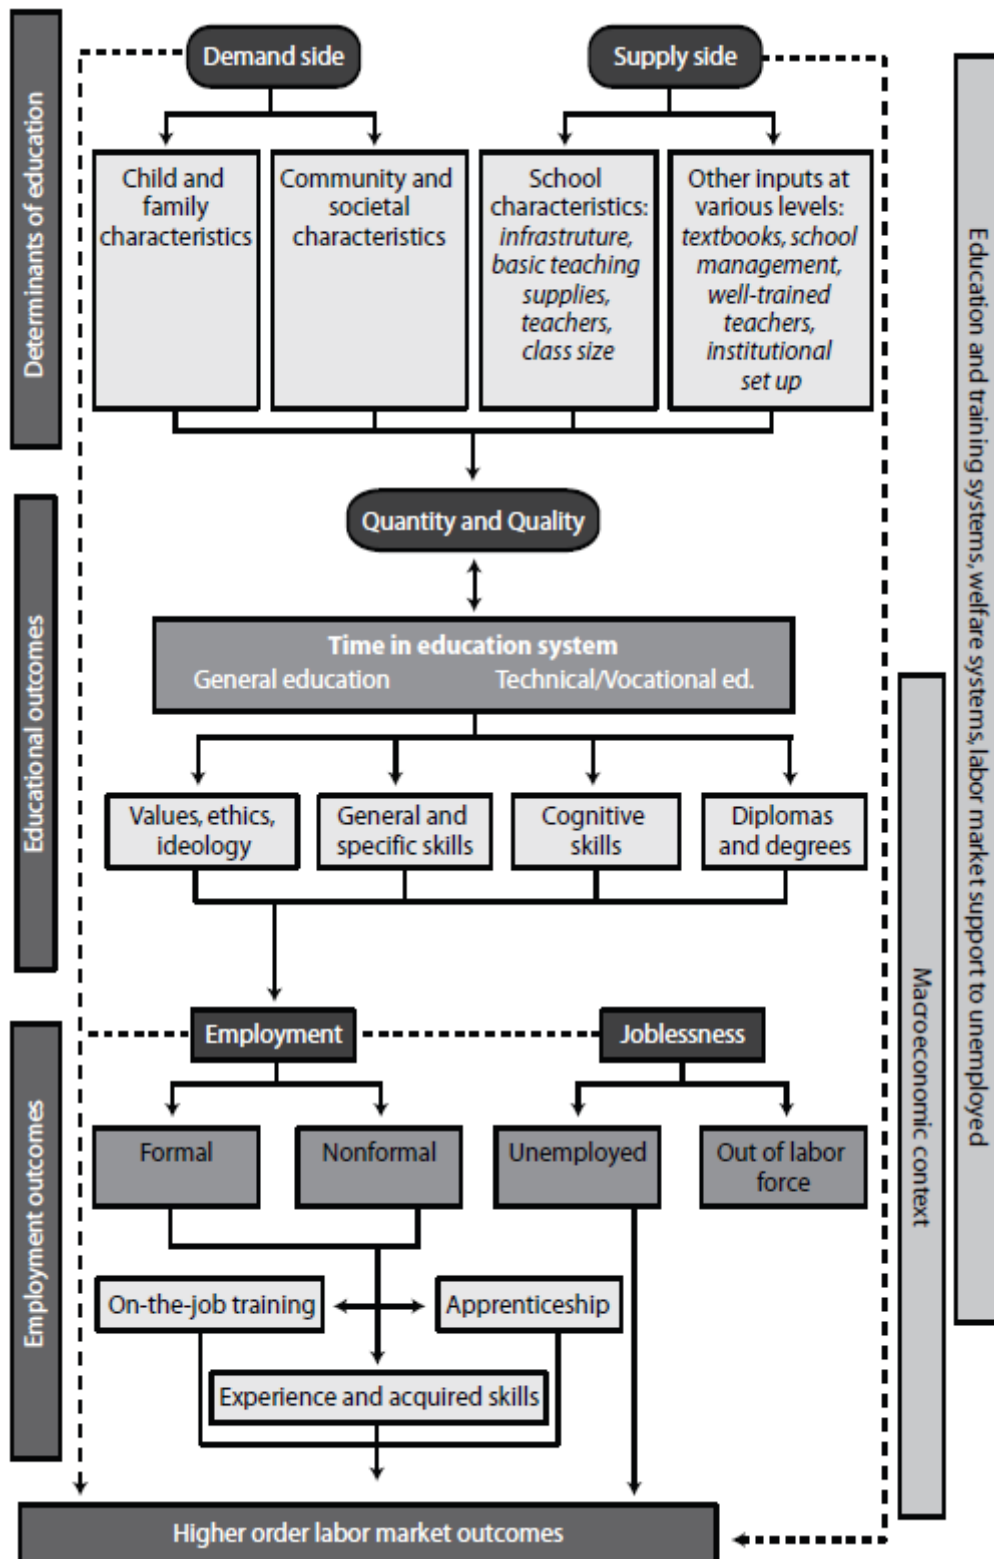 Determinants of education
Demand side
Supply side
Child and
family
characteristics
Community and
societal
characteristics
School
characteristics:
infrastruture,
basic teaching
supplies,
teachers,
class size
Other inputs at
various levels:
textbooks, school
management,
well-trained
teachers,
institutional
set up
Educational outcomes
Quantity and Quality
Time in education system
General education
Technical/Vocational ed.
Values, ethics,
ideology
General and
specific skills
Cognitive
skills
Diplomas
and degrees
Employment outcomes
Employment
Joblessness
Formal
Nonformal
Unemployed
Out of labor
force
On-the-job training
Apprenticeship
Experience and acquired skills
Higher order labor market outcomes
Macroeconomic context
Education and training systems, welfare systems, labor market support to unemployed